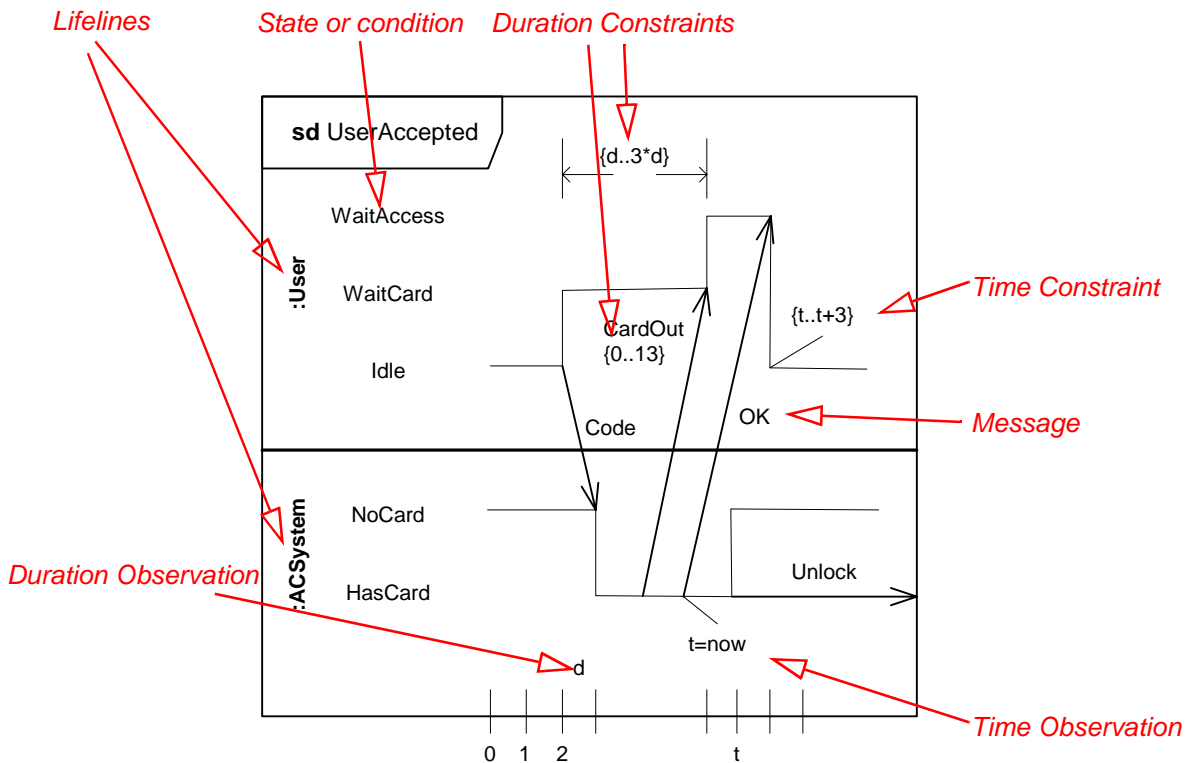 Lifelines
State or condition
Duration Constraints
sd UserAccepted
{d..3*d}
WaitAccess
:User
WaitCard
Time Constraint
CardOut
{0..13}
{t..t+3}
Idle
Code
OK
Message
:ACSystem
NoCard
Duration Observation
HasCard
Unlock
t=now
d
Time Observation
0 1 2 t